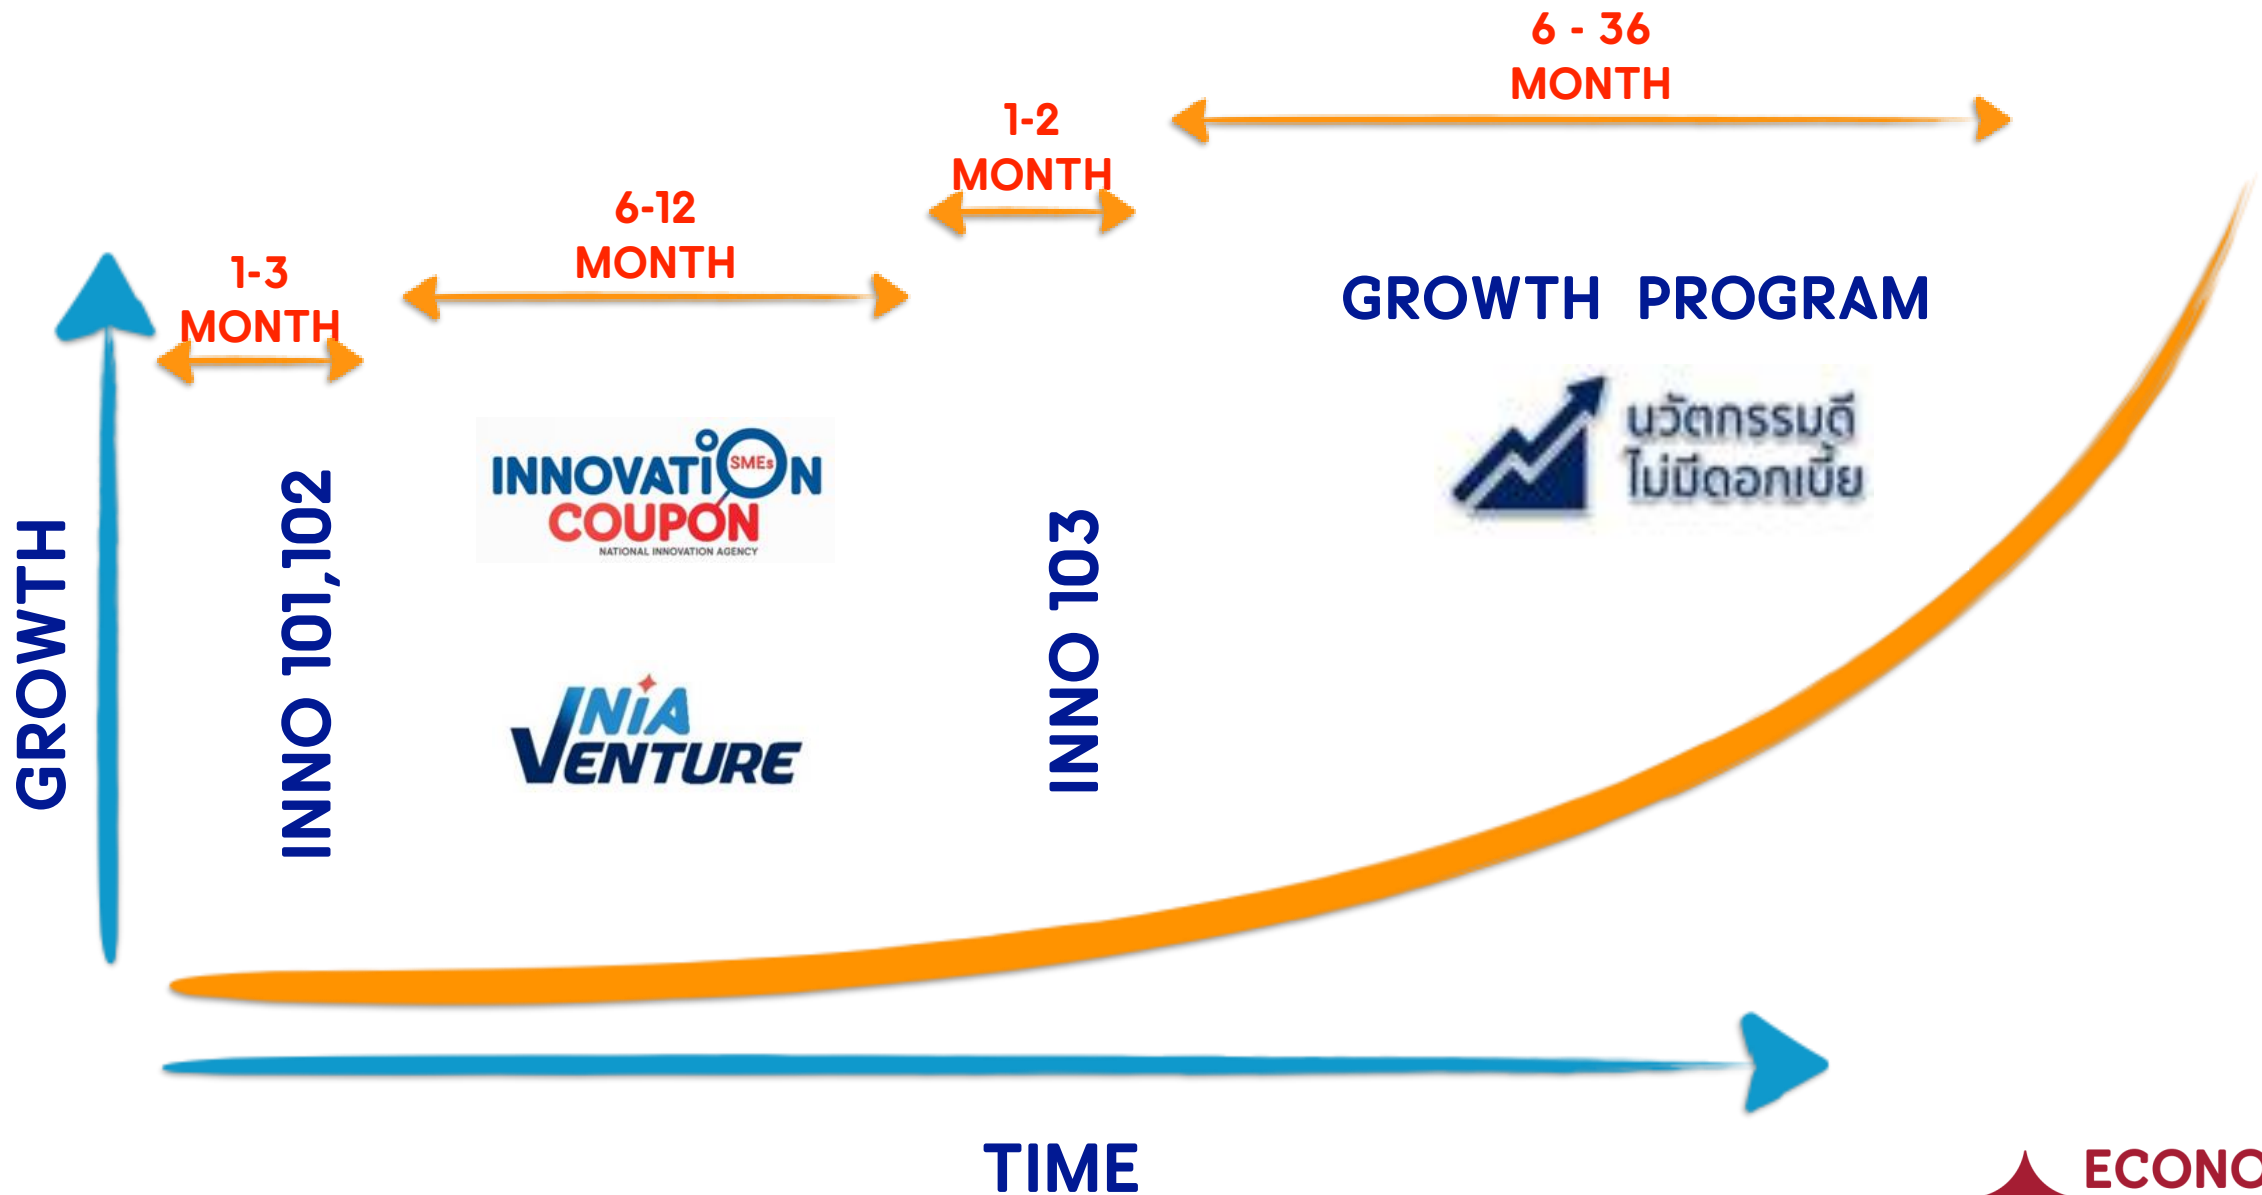 6 - 36
MONTH
1-2
MONTH
6-12
MONTH
1-3
MONTH
GROWTH PROGRAM
นวัตกรรมดี
ไม่มีดอกเบี้ย
INNOVATION
SMEs
COUPON
NATIONAL INNOVATION AGENCY
NIA
VENTURE
GROWTH
INNO 101,102
INNO 103
TIME
ECONO